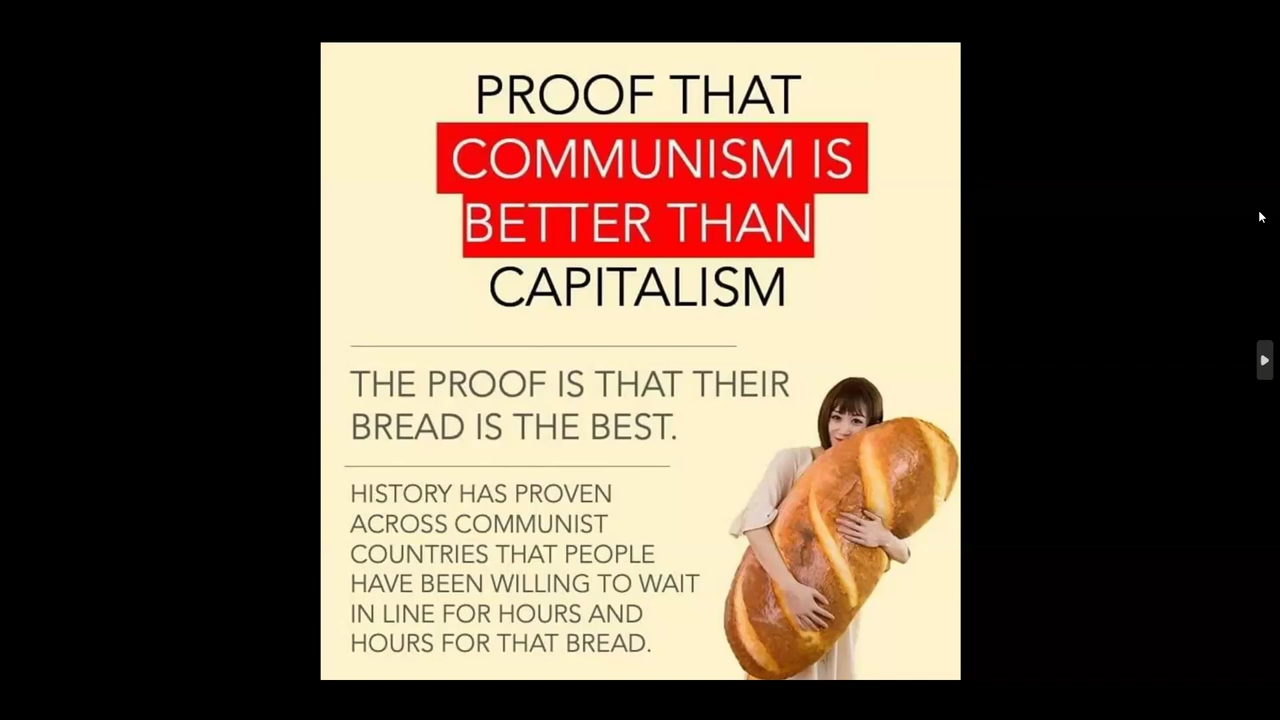 PROOF THAT
COMMUNISM IS
BETTER THAN
CAPITALISM
THE PROOF IS THAT THEIR
BREAD IS THE BEST.
HISTORY HAS PROVEN
ACROSS COMMUNIST
COUNTRIES THAT PEOPLE
HAVE BEEN WILLING TO WAIT
IN LINE FOR HOURS AND
HOURS FOR THAT BREAD.